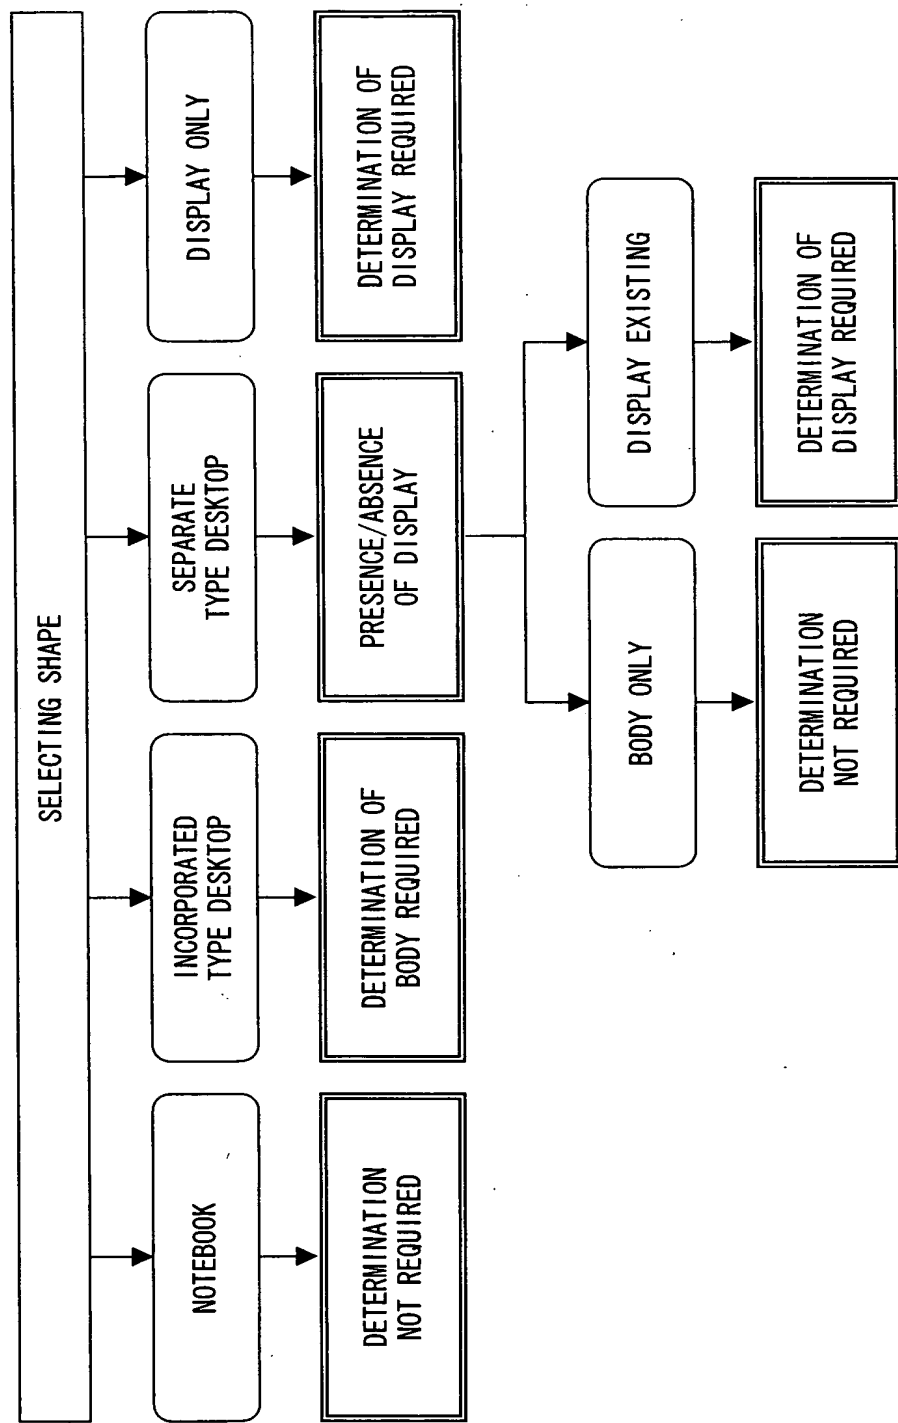 SELECTING SHAPE
NOTEBOOK
INCORPORATED
TYPE DESKTOP
SEPARATE
TYPE DESKTOP
DISPLAY ONLY
DETERMINATION
NOT REQUIRED
DETERMINATION OF
BODY REQUIRED
PRESENCE/ABSENCE
OF DISPLAY
DETERMINATION OF
DISPLAY REQUIRED
BODY ONLY
DISPLAY EXISTING
DETERMINATION
NOT REQUIRED
DETERMINATION OF
DISPLAY REQUIRED